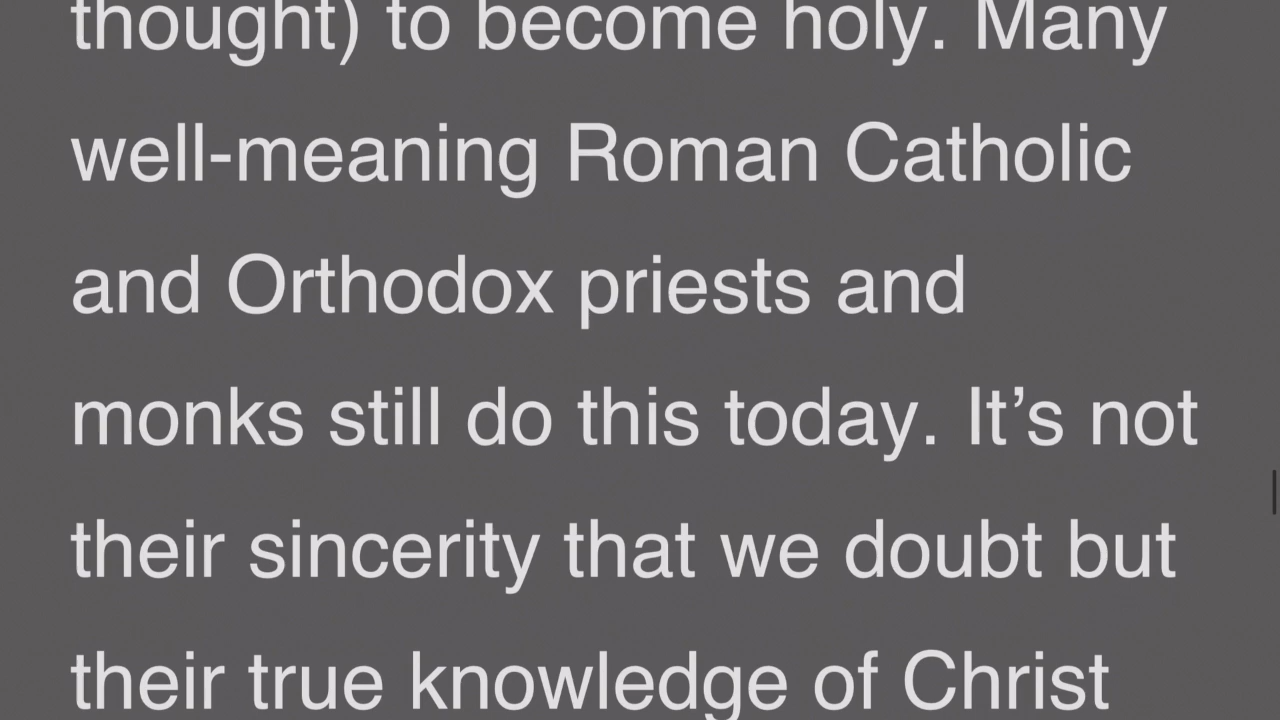 thought) to become holy. Many
well-meaning Roman Catholic
and Orthodox priests and
monks still do this today. It’s not
their sincerity that we doubt but
their true knowledge of Christ